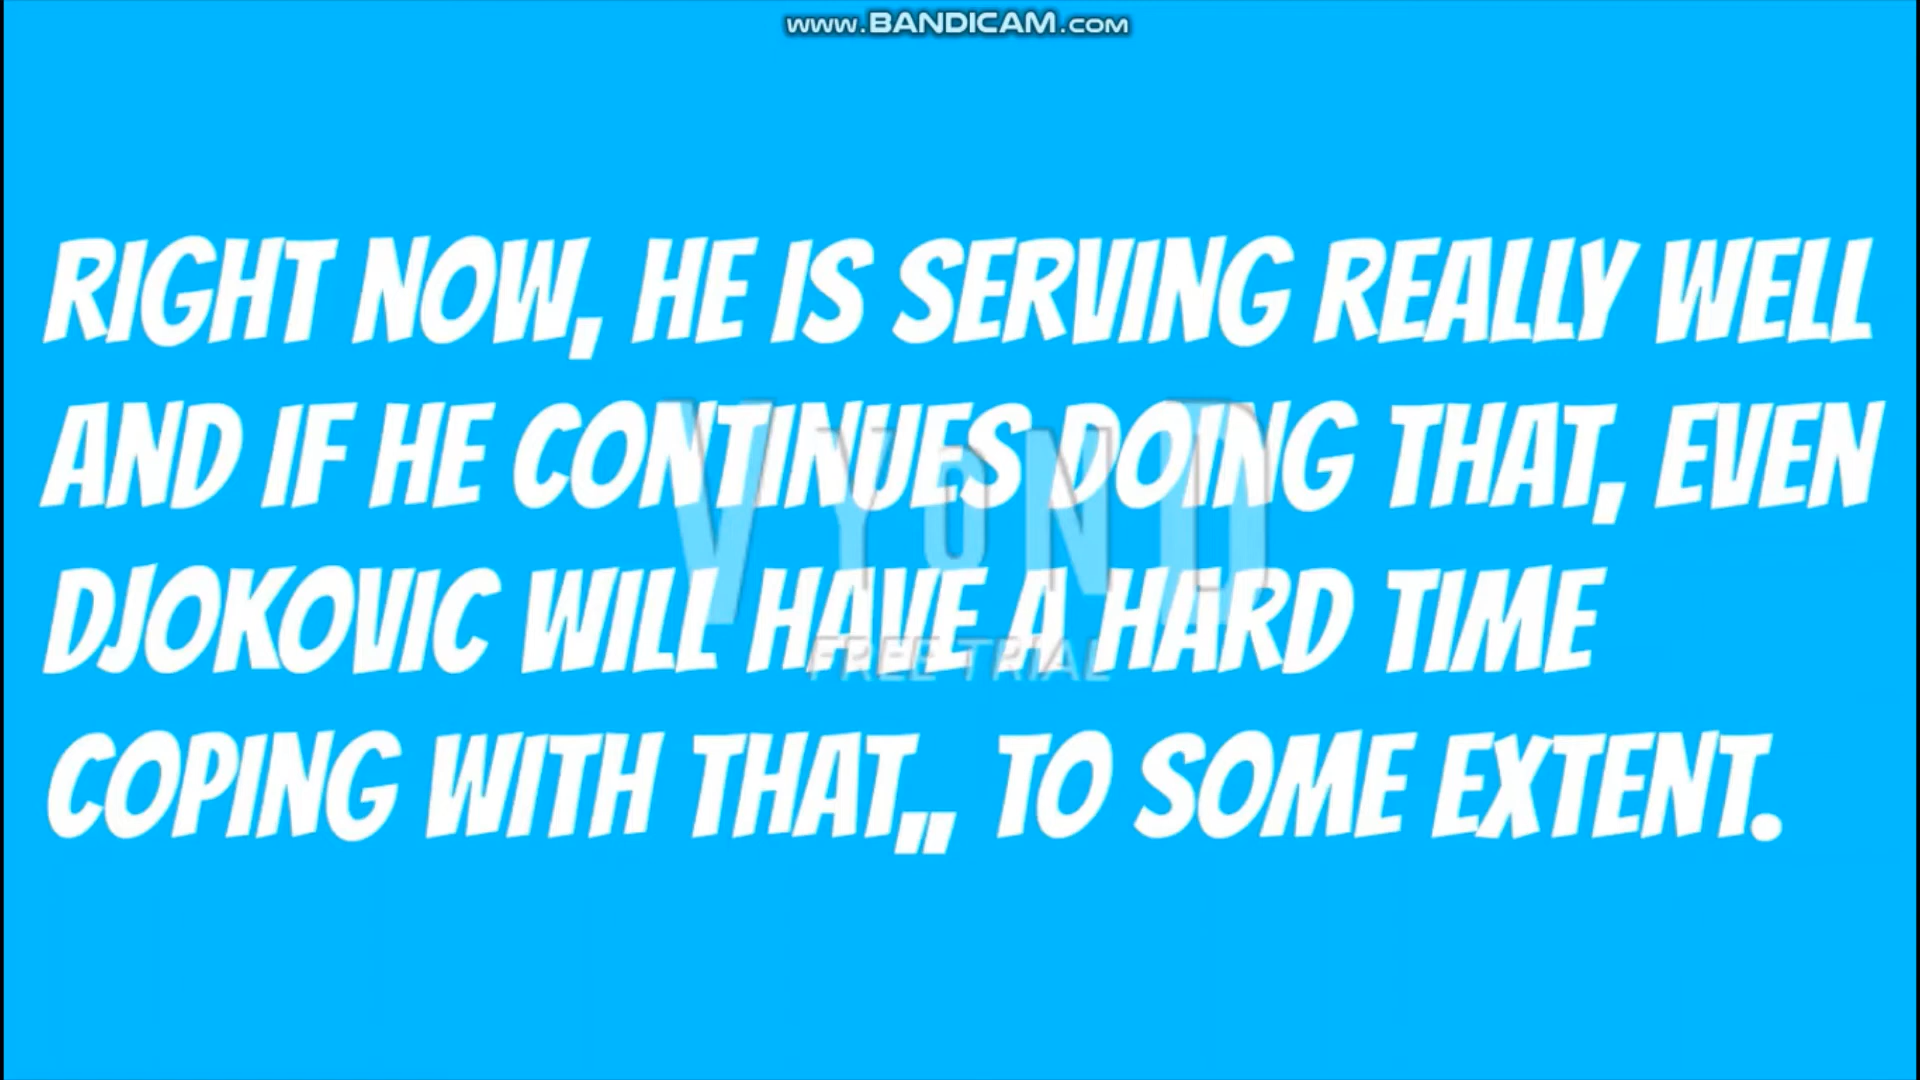 www.BANDICAM.com
RIGHT NOW, HE IS SERVING REALLY WELL
AND IF HE CONTINUES DOING THAT, EVEN
DJOKOVIC WILL HAVE A HARD TIME
COPING WITH THAT,, TO SOME EXTENT.
VYOND
FREE TRIAL